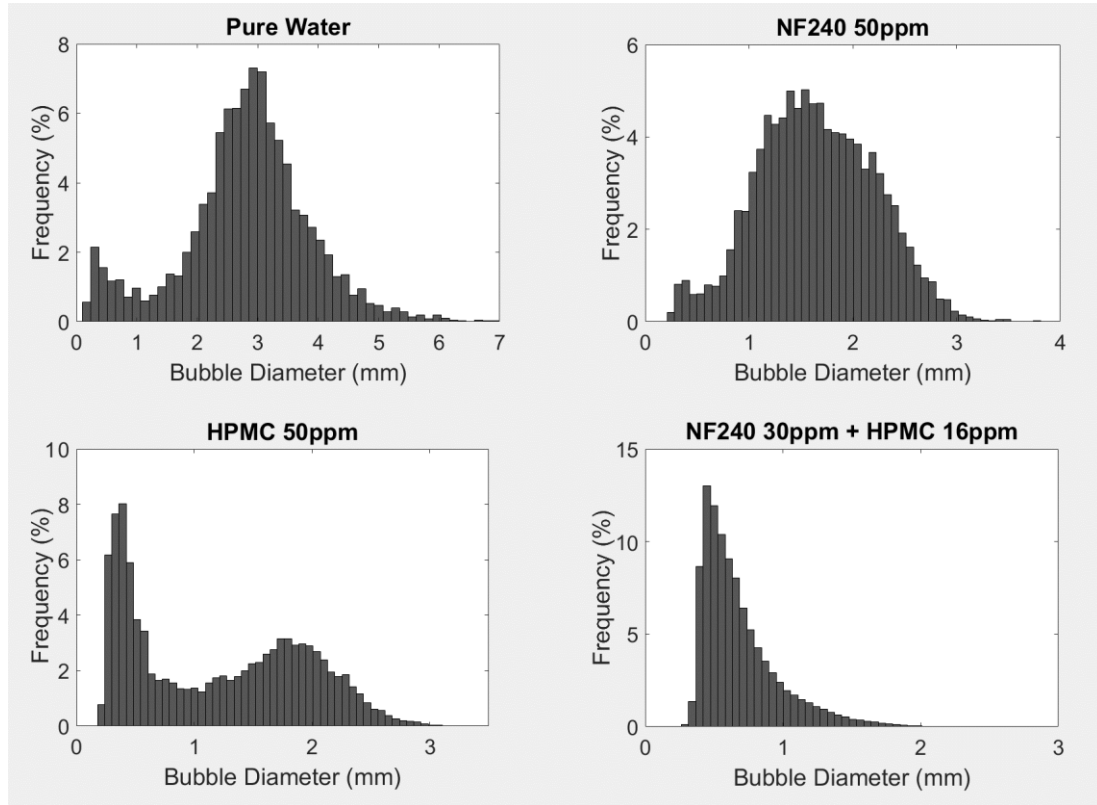 Pure Water
8
6
4
2
0
Frequency (%)
0 1 2 3 4 5 6 7
Bubble Diameter (mm)
NF240 50ppm
6
4
2
0
Frequency (%)
0 1 2 3 4
Bubble Diameter (mm)
HPMC 50ppm
10
8
6
4
2
0
Frequency (%)
0 1 2 3
Bubble Diameter (mm)
NF240 30ppm + HPMC 16ppm
15
10
5
0
Frequency (%)
0 1 2 3
Bubble Diameter (mm)